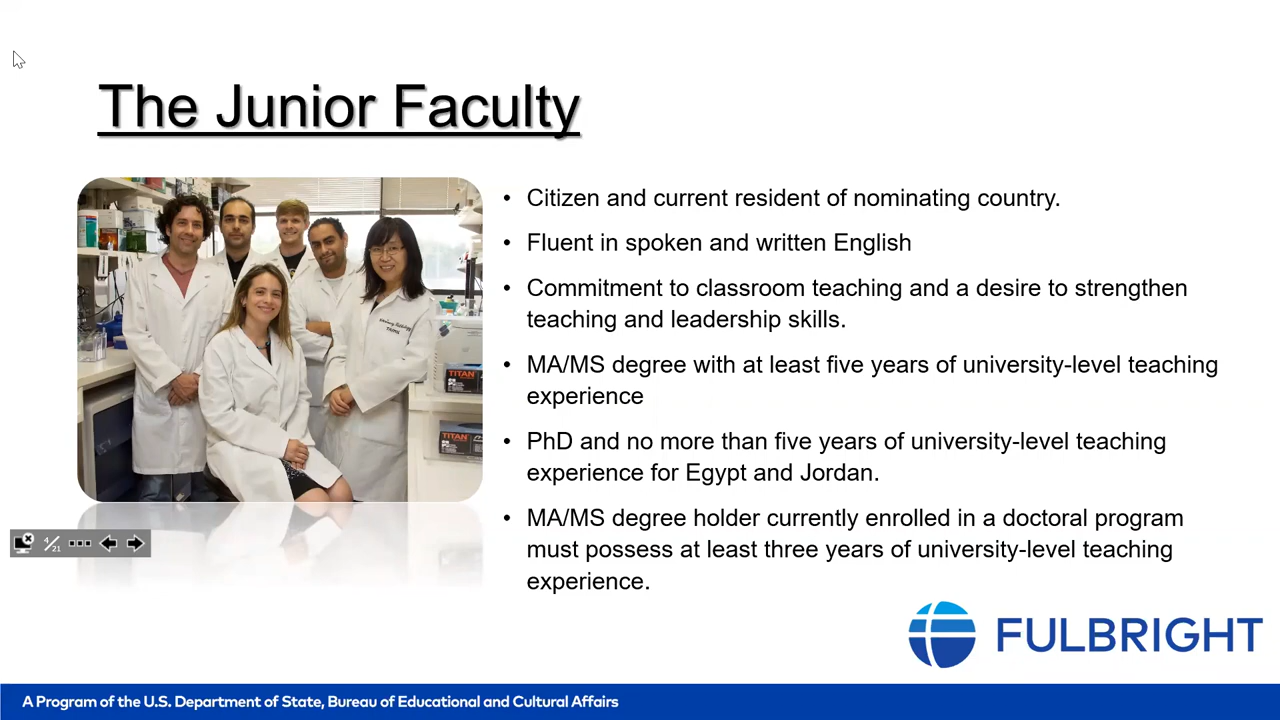 The Junior Faculty
• Citizen and current resident of nominating country.
• Fluent in spoken and written English
• Commitment to classroom teaching and a desire to strengthen
teaching and leadership skills.
• MA/MS degree with at least five years of university-level teaching
experience
• PhD and no more than five years of university-level teaching
experience for Egypt and Jordan.
• MA/MS degree holder currently enrolled in a doctoral program
must possess at least three years of university-level teaching
experience.
TITAN
TITAN
4/21
FULBRIGHT
A Program of the U.S. Department of State, Bureau of Educational and Cultural Affairs